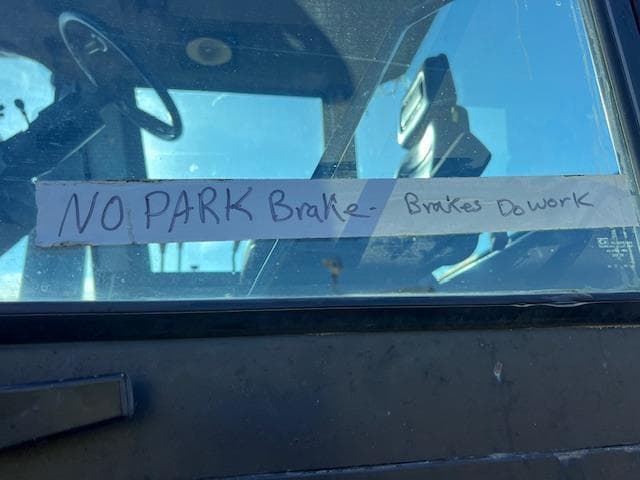 NO PARK Brake- Brakes Do work